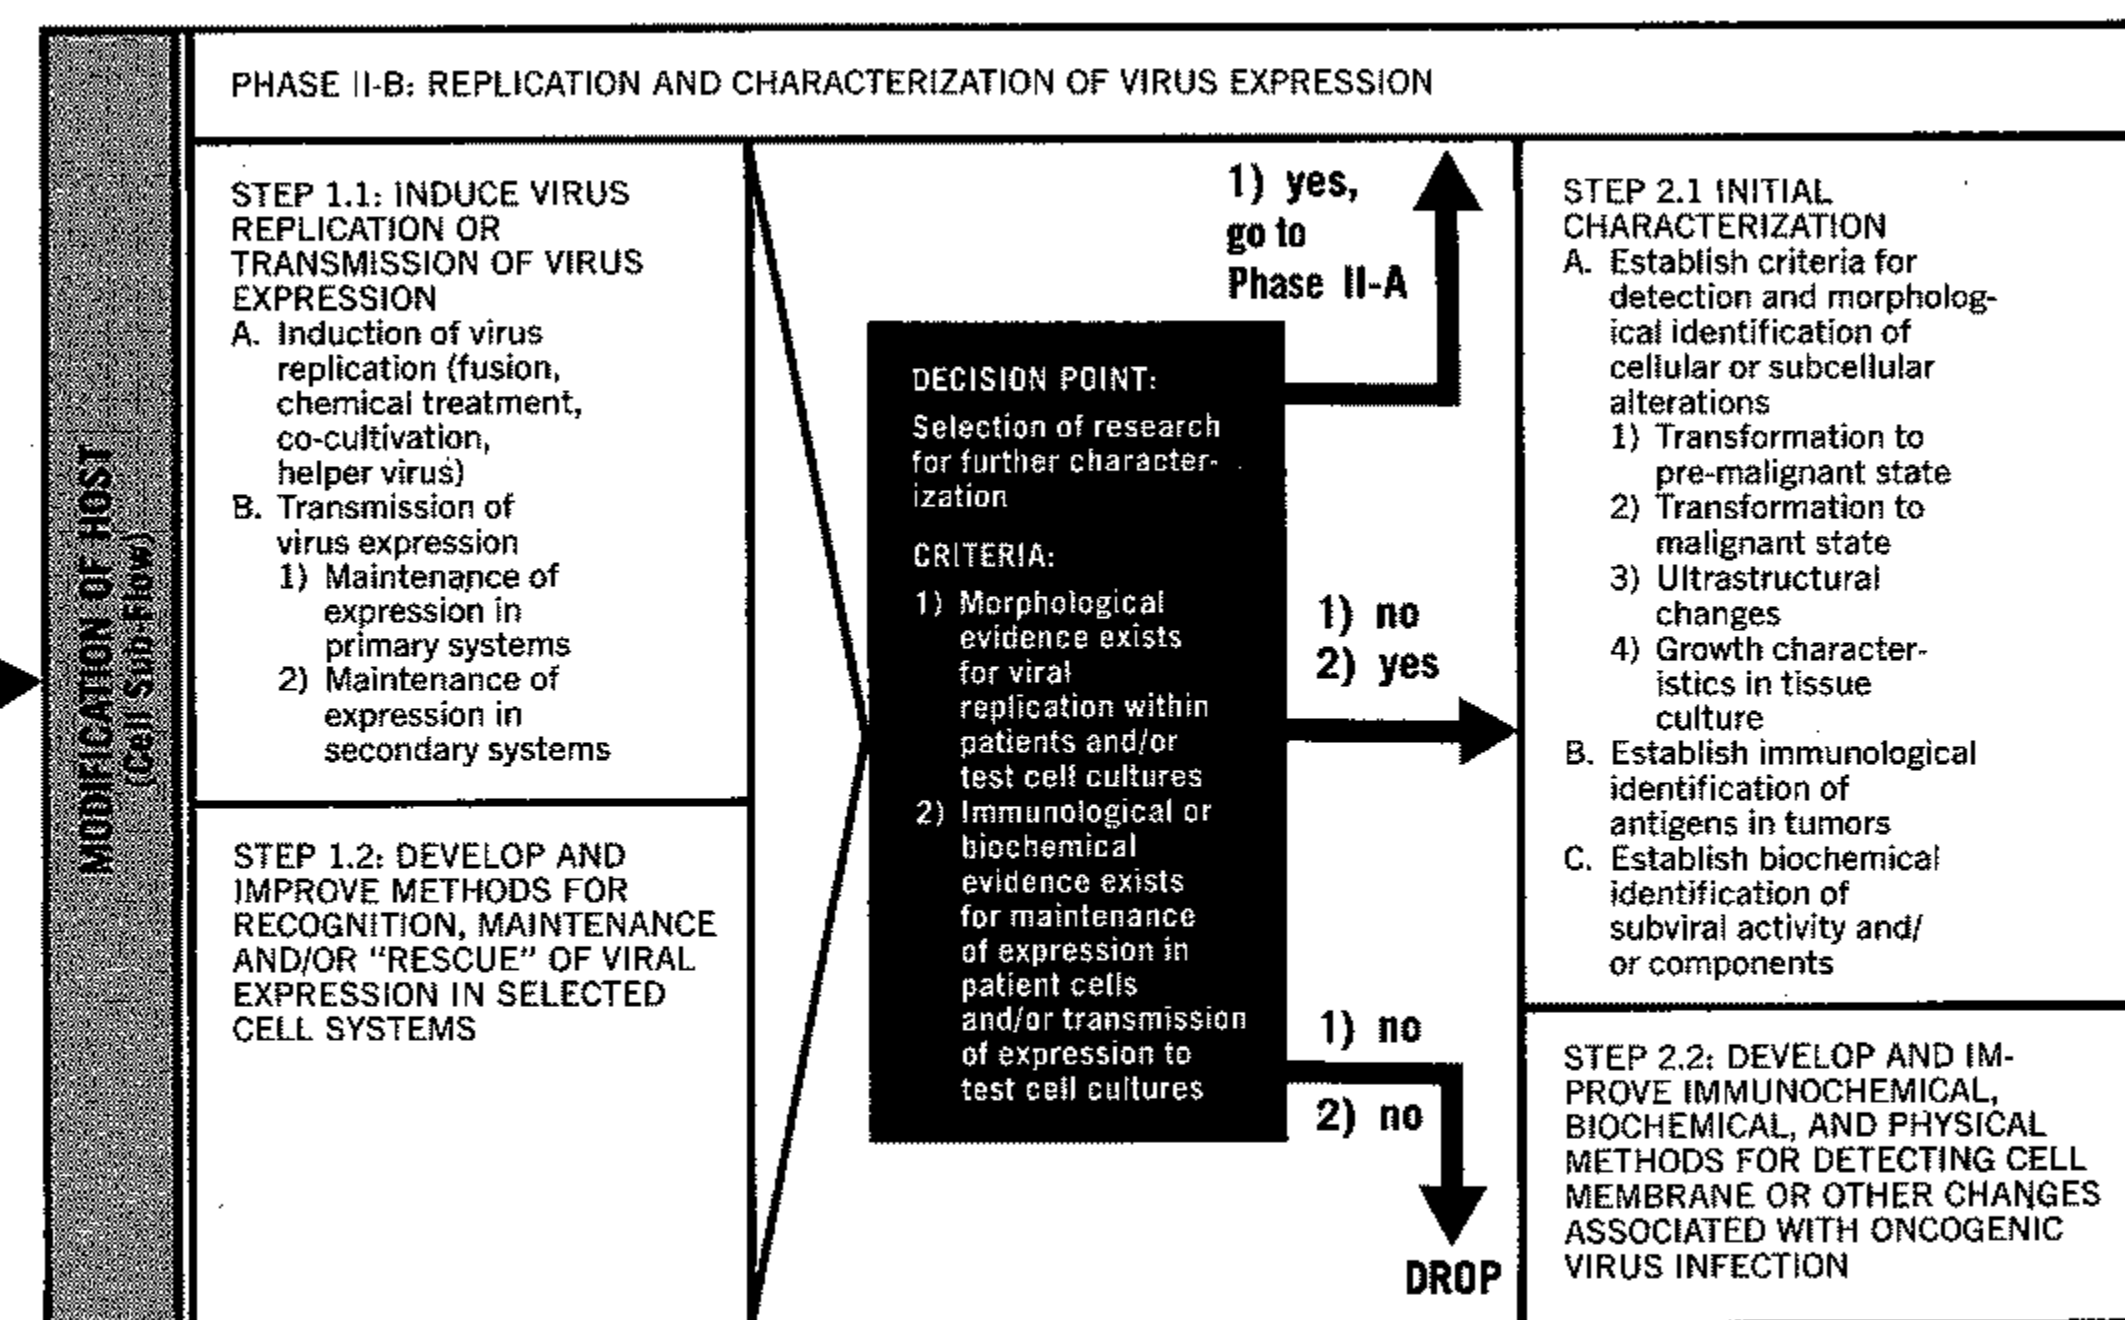 MODIFICATION OF HOST
(Cell Sub-Flow)
PHASE II-B: REPLICATION AND CHARACTERIZATION OF VIRUS EXPRESSION
STEP 1.1: INDUCE VIRUS
REPLICATION OR
TRANSMISSION OF VIRUS
EXPRESSION
A. Induction of virus
replication (fusion,
chemical treatment,
co-cultivation,
helper virus)
B. Transmission of
virus expression
1) Maintenance of
expression in
primary systems
2) Maintenance of
expression in
secondary systems
STEP 1.2: DEVELOP AND
IMPROVE METHODS FOR
RECOGNITION, MAINTENANCE
AND/OR “RESCUE” OF VIRAL
EXPRESSION IN SELECTED
CELL SYSTEMS
DECISION POINT:
Selection of research
for further character-
ization
CRITERIA:
1) Morphological
evidence exists
for viral
replication within
patients and/or
test cell cultures
2) Immunological or
biochemical
evidence exists
for maintenance
of expression in
patient cells
and/or transmission
of expression to
test cell cultures
1) yes,
go to
Phase II-A
1) no
2) yes
1) no
2) no
DROP
STEP 2.1 INITIAL
CHARACTERIZATION
A. Establish criteria for
detection and morpholog-
ical identification of
cellular or subcellular
alterations
1) Transformation to
pre-malignant state
2) Transformation to
malignant state
3) Ultrastructural
changes
4) Growth character-
istics in tissue
culture
B. Establish immunological
identification of
antigens in tumors
C. Establish biochemical
identification of
subviral activity and/
or components
STEP 2.2: DEVELOP AND IM-
PROVE IMMUNOCHEMICAL,
BIOCHEMICAL, AND PHYSICAL
METHODS FOR DETECTING CELL
MEMBRANE OR OTHER CHANGES
ASSOCIATED WITH ONCOGENIC
VIRUS INFECTION